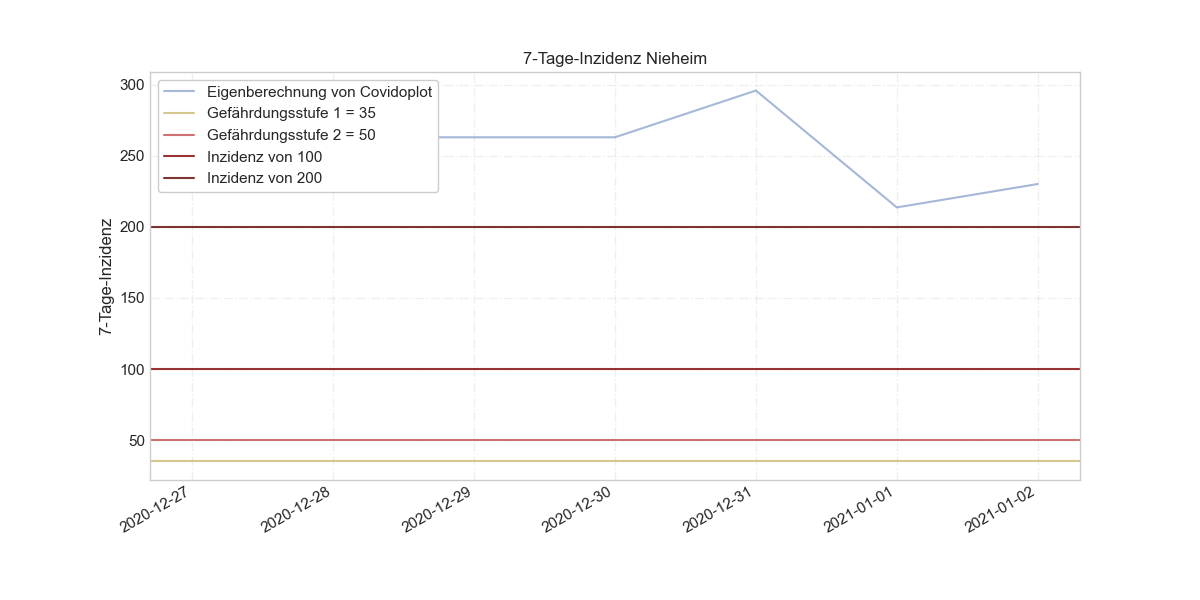 7-Tage-Inzidenz Nieheim
Eigenberechnung von Covidoplot
Gefährdungsstufe 1 = 35
Gefährdungsstufe 2 = 50
Inzidenz von 100
Inzidenz von 200
7-Tage-Inzidenz
300
250
200
150
100
50
2020-12-27
2020-12-28
2020-12-29
2020-12-30
2020-12-31
2021-01-01
2021-01-02